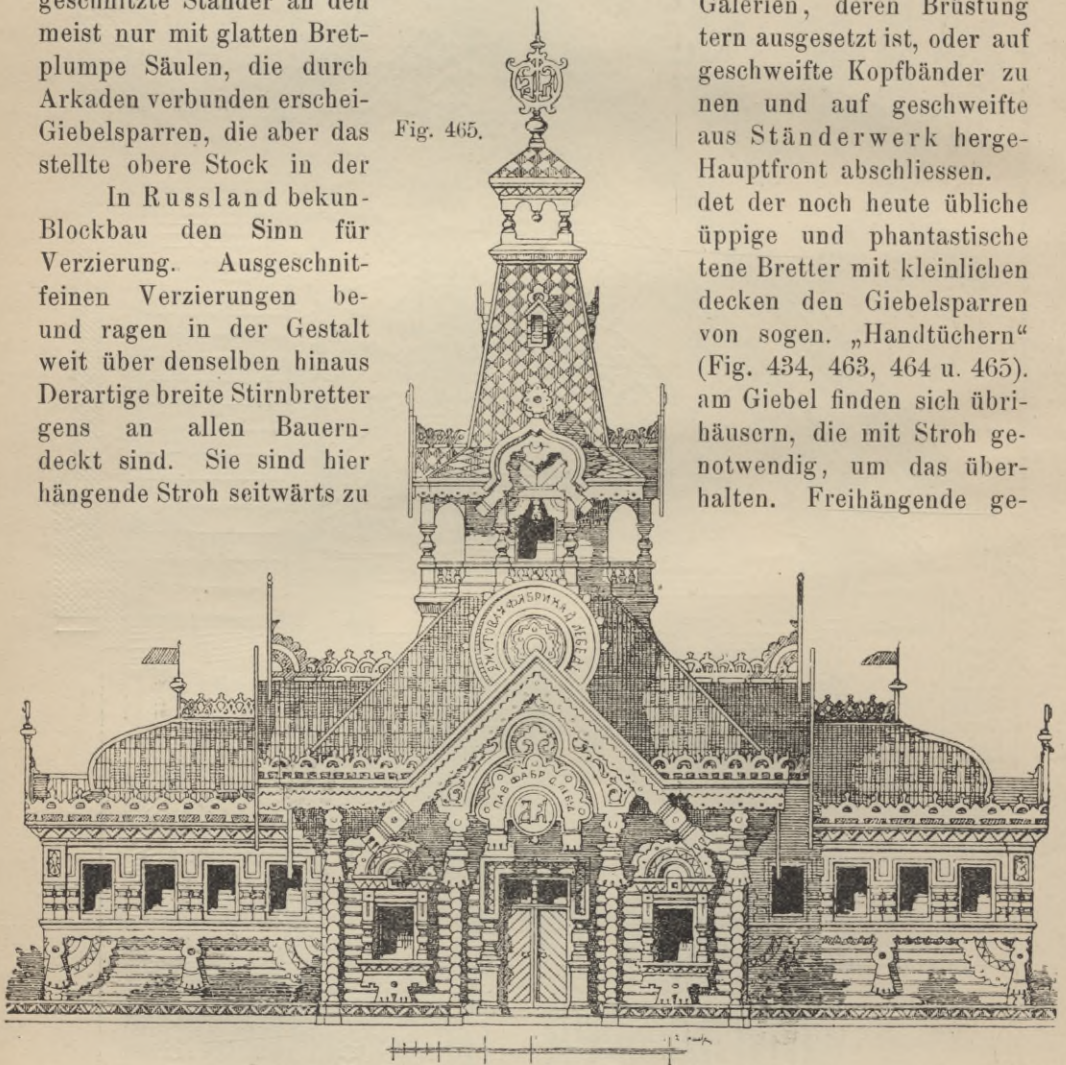 geschnitzte Ständer an den Galerien, deren Brüstung
meist nur mit glatten Bret- tern ausgesetzt ist, oder auf
plumpe Säulen, die durch geschweifte Kopfbänder zu
Arkaden verbunden erschei- nen und auf geschweifte
Giebelsparren, die aber das aus Ständerwerk herge-
Fig. 465.
stellte obere Stock in der Hauptfront abschliessen.
In Russland bekun- det der noch heute übliche
Blockbau den Sinn für üppige und phantastische
Verzierung. Ausgeschnit- tene Bretter mit kleinlichen
feinen Verzierungen be- decken den Giebelsparren
und ragen in der Gestalt von sogen. „Handtüchern“
weit über denselben hinaus (Fig. 434, 463, 464 u. 465).
Derartige breite Stirnbretter am Giebel finden sich übri-
gens an allen Bauern- häusern, die mit Stroh ge-
deckt sind. Sie sind hier notwendig, um das über-
hängende Stroh seitwärts zu halten. Freihängende ge-
ФАБРИКА
ПАВ ФАБР